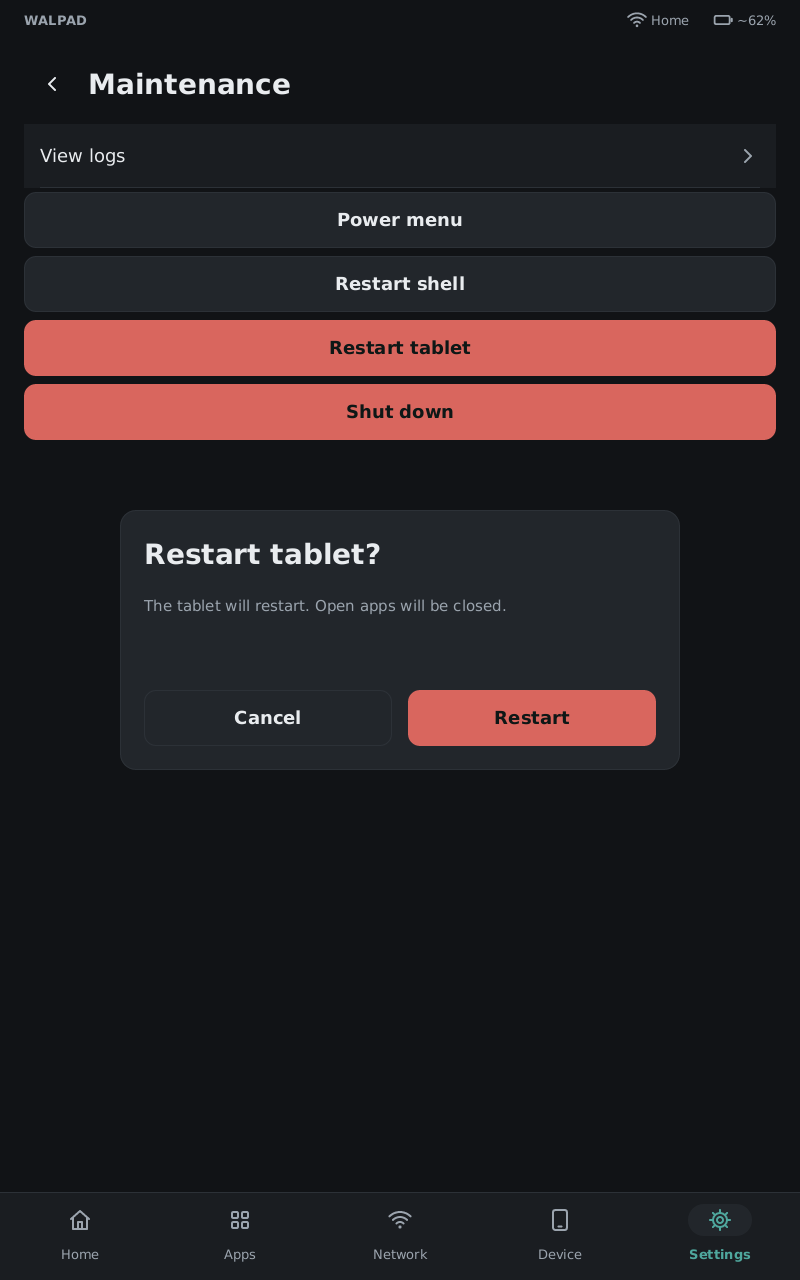 WALPAD
Home
~62%
Maintenance
View logs
Power menu
Restart shell
Restart tablet
Shut down
Restart tablet?
The tablet will restart. Open apps will be closed.
Cancel
Restart
Home
Apps
Network
Device
Settings